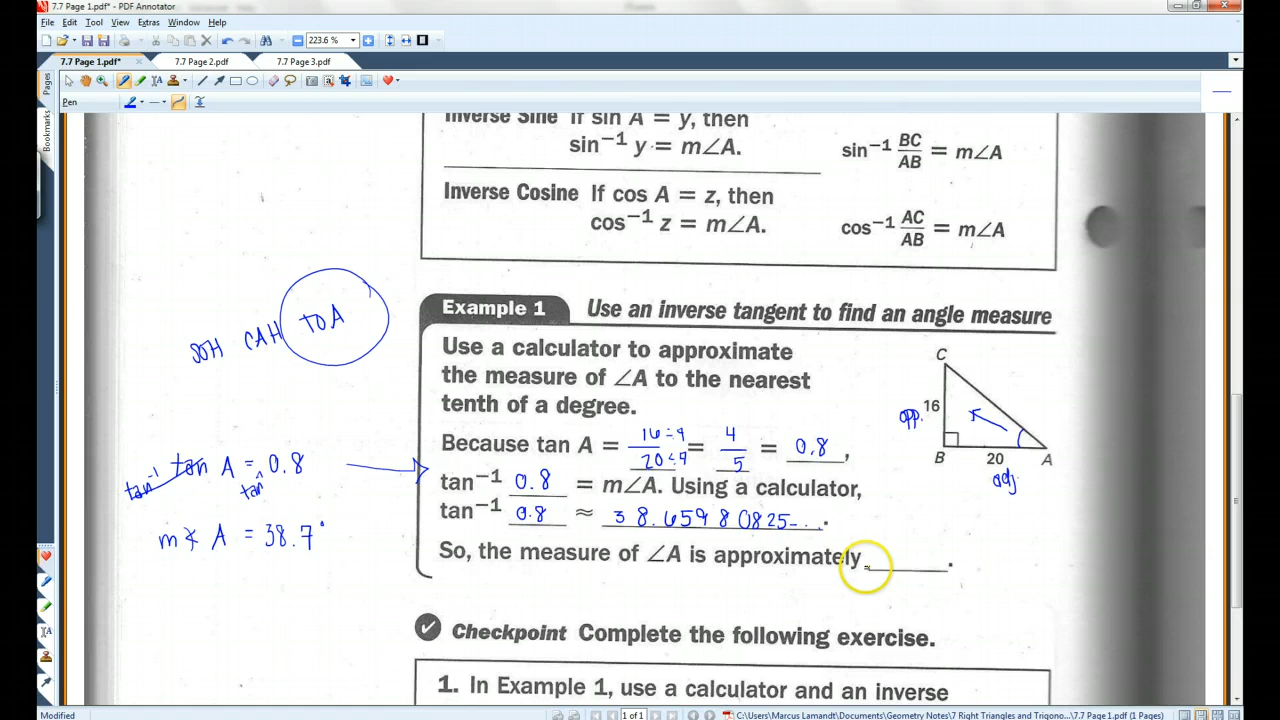 7.7 Page 1.pdf* - PDF Annotator
File Edit Tool View Extras Window Help
223.6 %
7.7 Page 1.pdf* 7.7 Page 2.pdf 7.7 Page 3.pdf
Pen
Pages
Bookmarks
Inverse Sine If sin A = y, then
sin⁻¹ y = m∠A.
sin⁻¹ BC/AB = m∠A
Inverse Cosine If cos A = z, then
cos⁻¹ z = m∠A.
cos⁻¹ AC/AB = m∠A
SOH CAH TOA
Example 1 Use an inverse tangent to find an angle measure
Use a calculator to approximate
the measure of ∠A to the nearest
tenth of a degree.
C
16
opp.
B 20 A
adj.
Because tan A = 16÷4/20÷4 = 4/5 = 0.8,
tan⁻¹ 0.8 = m∠A. Using a calculator,
tan⁻¹ 0.8 ≈ 38.65980825....
So, the measure of ∠A is approximately ______.
tan⁻¹ tan A = tan⁻¹ 0.8
m∢A = 38.7°
Checkpoint Complete the following exercise.
1. In Example 1, use a calculator and an inverse
Modified
1 of 1
C:\Users\Marcus Lamandt\Documents\Geometry Notes\7 Right Triangles and Trigono...\7.7 Page 1.pdf (1 Pages)